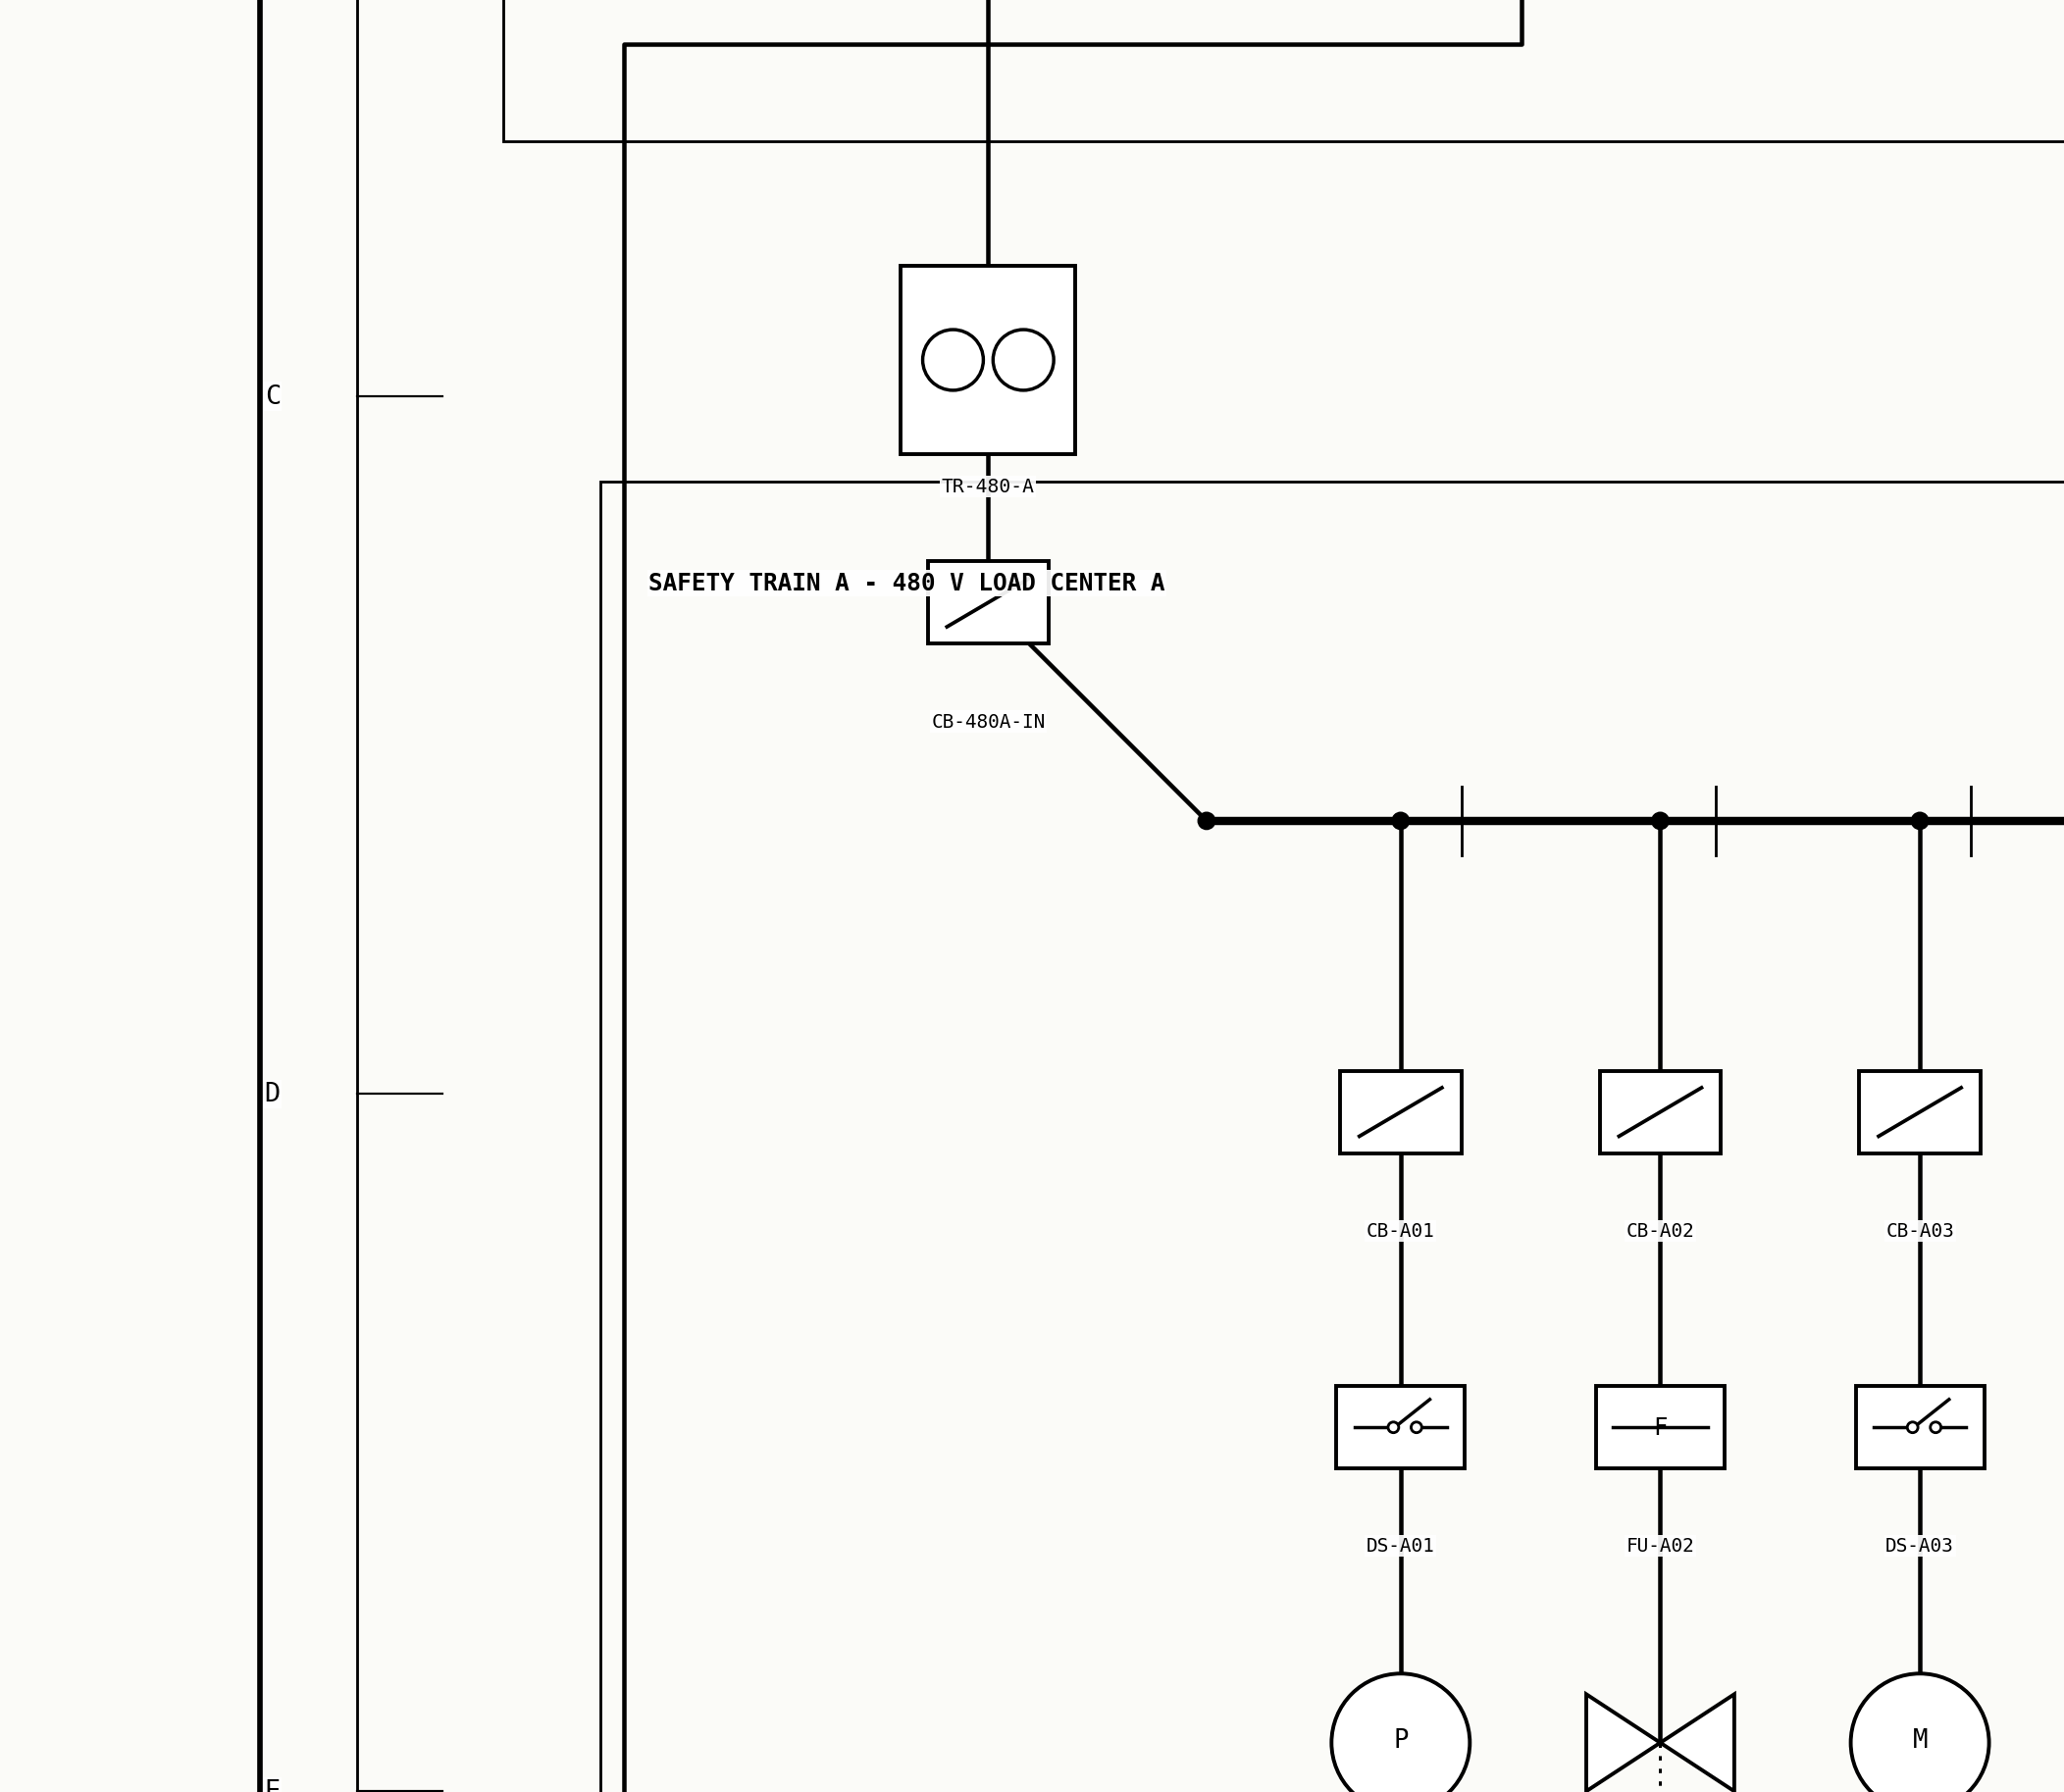 C
TR-480-A
SAFETY TRAIN A - 480 V LOAD CENTER A
CB-480A-IN
D
CB-A01 CB-A02 CB-A03
F
DS-A01 FU-A02 DS-A03
P M